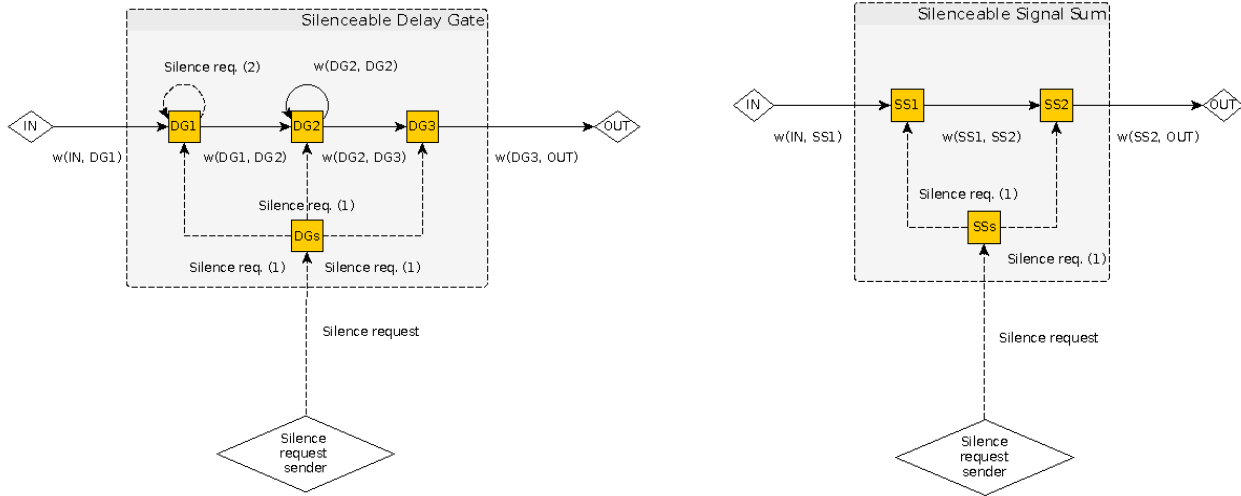 Silenceable Delay Gate
Silence req. (2)
w(DG2, DG2)
IN
DG1
DG2
DG3
OUT
w(IN, DG1)
w(DG1, DG2)
w(DG2, DG3)
w(DG3, OUT)
Silence req. (1)
DGs
Silence req. (1)
Silence req. (1)
Silence request
Silence
request
sender
Silenceable Signal Sum
IN
SS1
SS2
OUT
w(IN, SS1)
w(SS1, SS2)
w(SS2, OUT)
Silence req. (1)
SSs
Silence req. (1)
Silence request
Silence
request
sender